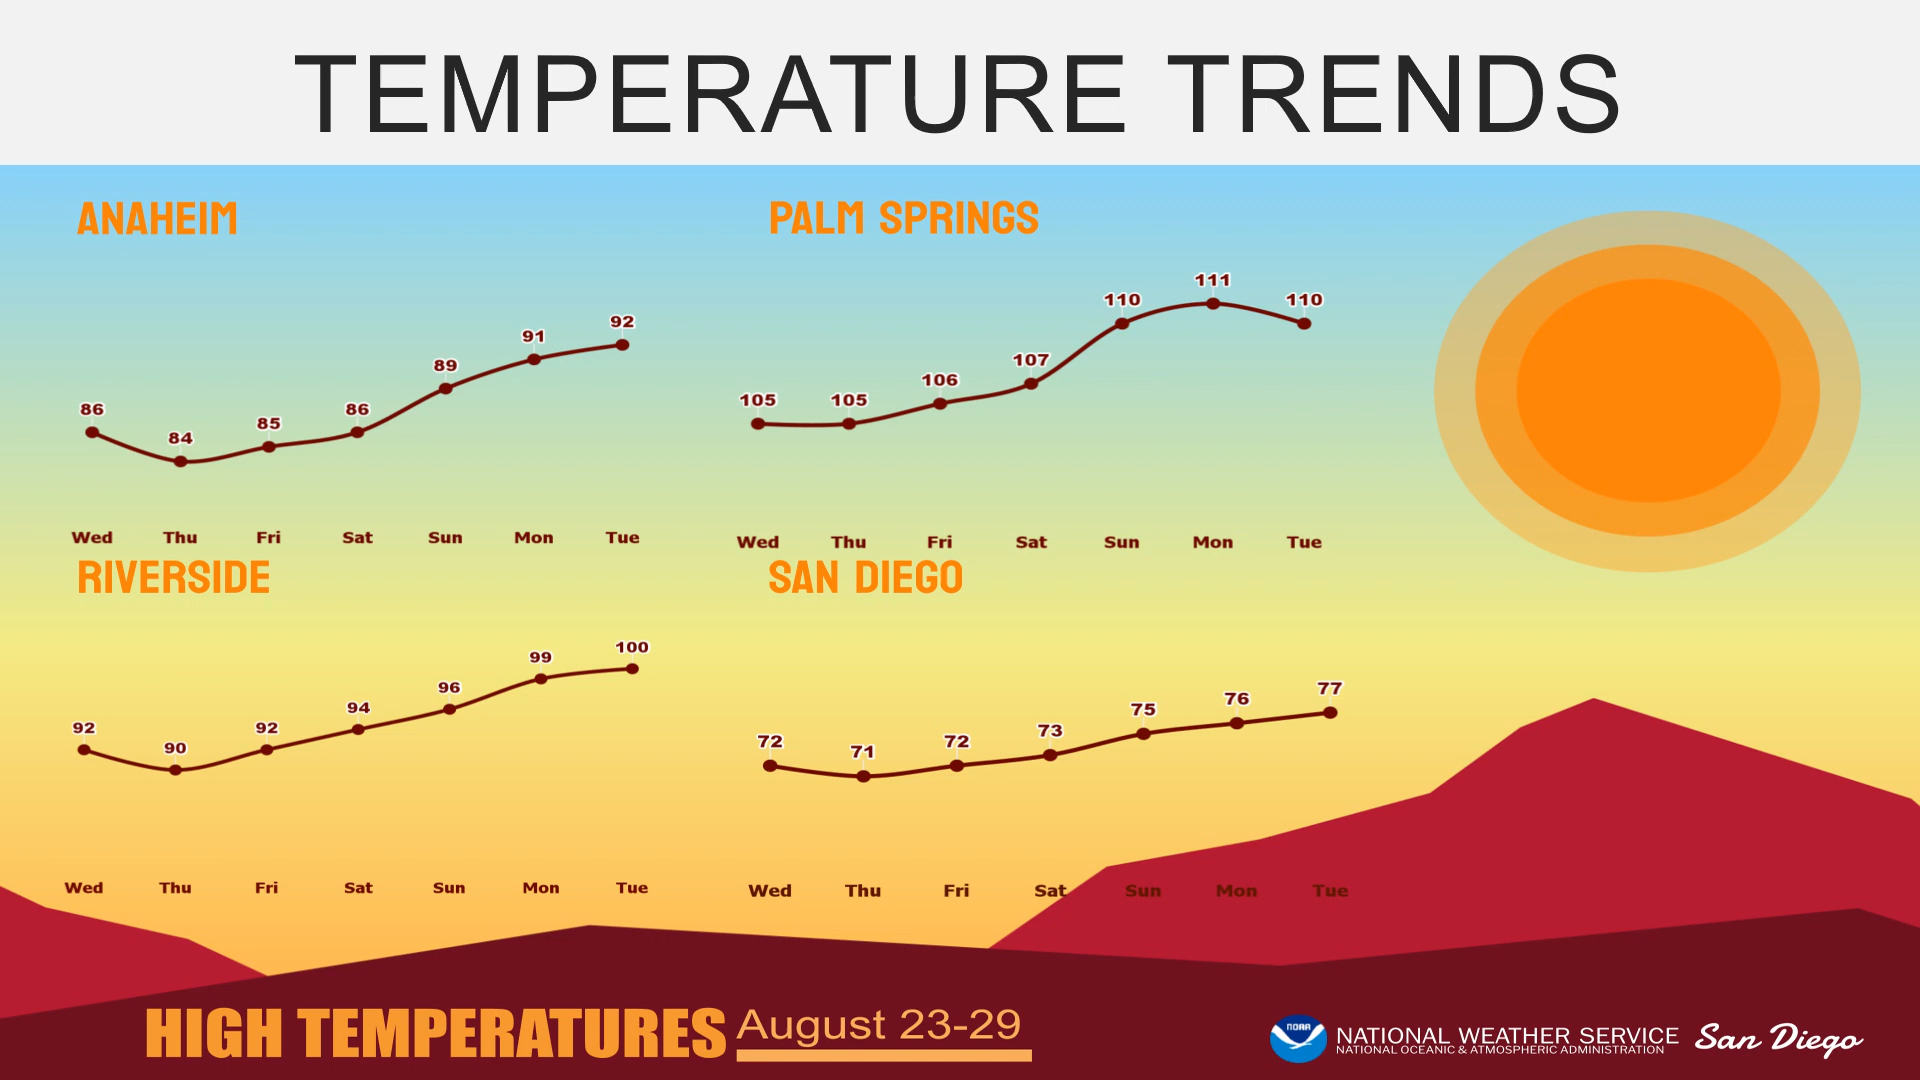 TEMPERATURE TRENDS
ANAHEIM
86 84 85 86 89 91 92
Wed Thu Fri Sat Sun Mon Tue
PALM SPRINGS
105 105 106 107 110 111 110
Wed Thu Fri Sat Sun Mon Tue
RIVERSIDE
92 90 92 94 96 99 100
Wed Thu Fri Sat Sun Mon Tue
SAN DIEGO
72 71 72 73 75 76 77
Wed Thu Fri Sat Sun Mon Tue
HIGH TEMPERATURES August 23-29
NOAA
NATIONAL WEATHER SERVICE
NATIONAL OCEANIC & ATMOSPHERIC ADMINISTRATION
San Diego